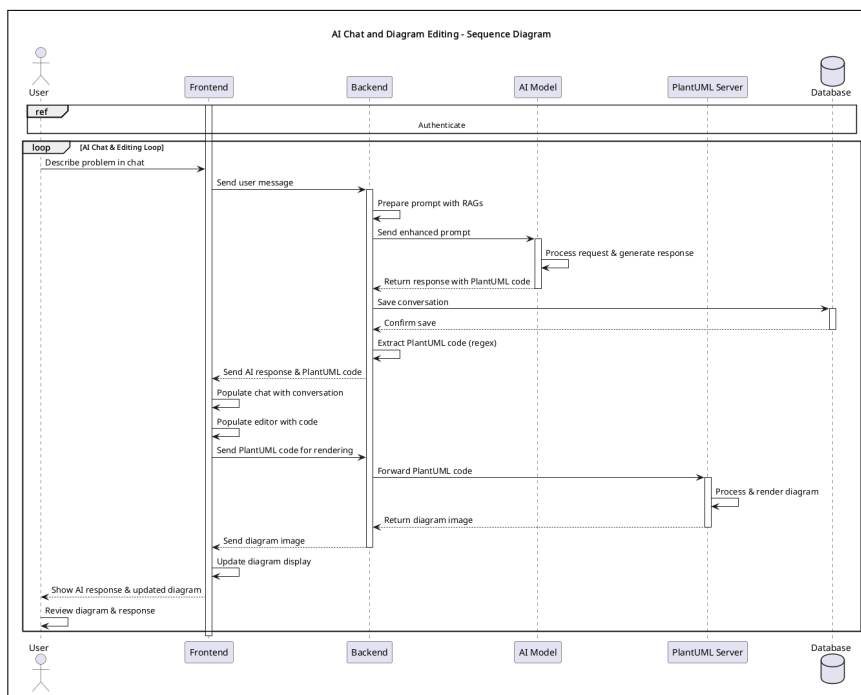 AI Chat and Diagram Editing - Sequence Diagram
User
Frontend
Backend
AI Model
PlantUML Server
Database
ref
Authenticate
loop [AI Chat & Editing Loop]
Describe problem in chat
Send user message
Prepare prompt with RAGs
Send enhanced prompt
Process request & generate response
Return response with PlantUML code
Save conversation
Confirm save
Extract PlantUML code (regex)
Send AI response & PlantUML code
Populate chat with conversation
Populate editor with code
Send PlantUML code for rendering
Forward PlantUML code
Process & render diagram
Return diagram image
Send diagram image
Update diagram display
Show AI response & updated diagram
Review diagram & response
User
Frontend
Backend
AI Model
PlantUML Server
Database